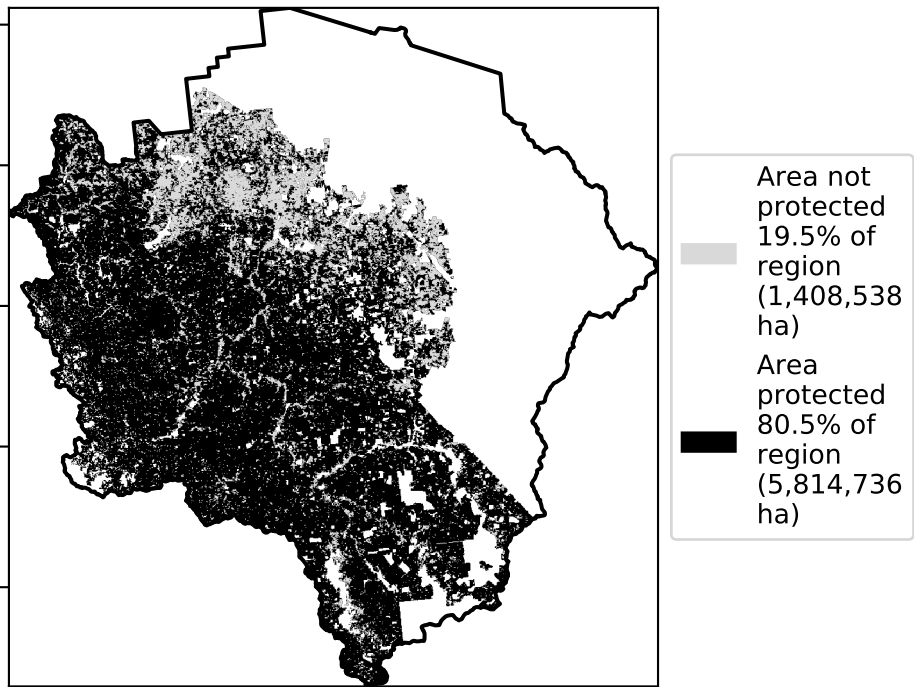 Area not
protected
19.5% of
region
(1,408,538
ha)
Area
protected
80.5% of
region
(5,814,736
ha)